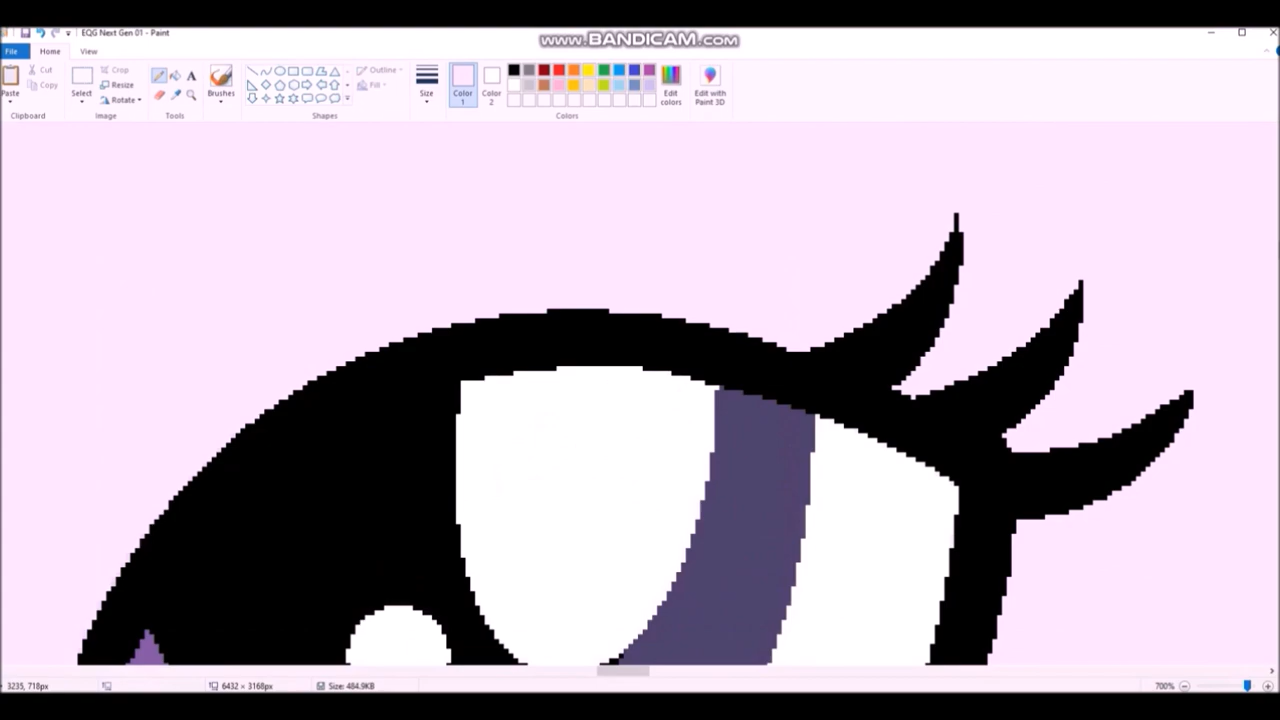 EQG Next Gen 01 - Paint
www.BANDICAM.com
File Home View
Paste
Cut
Copy
Clipboard
Select
Crop
Resize
Rotate
Image
A
Tools
Brushes
Outline
Fill
Shapes
Size
Color 1
Color 2
Edit colors
Edit with Paint 3D
Colors
3235, 718px
6432 × 3168px
Size: 484.9KB
700%